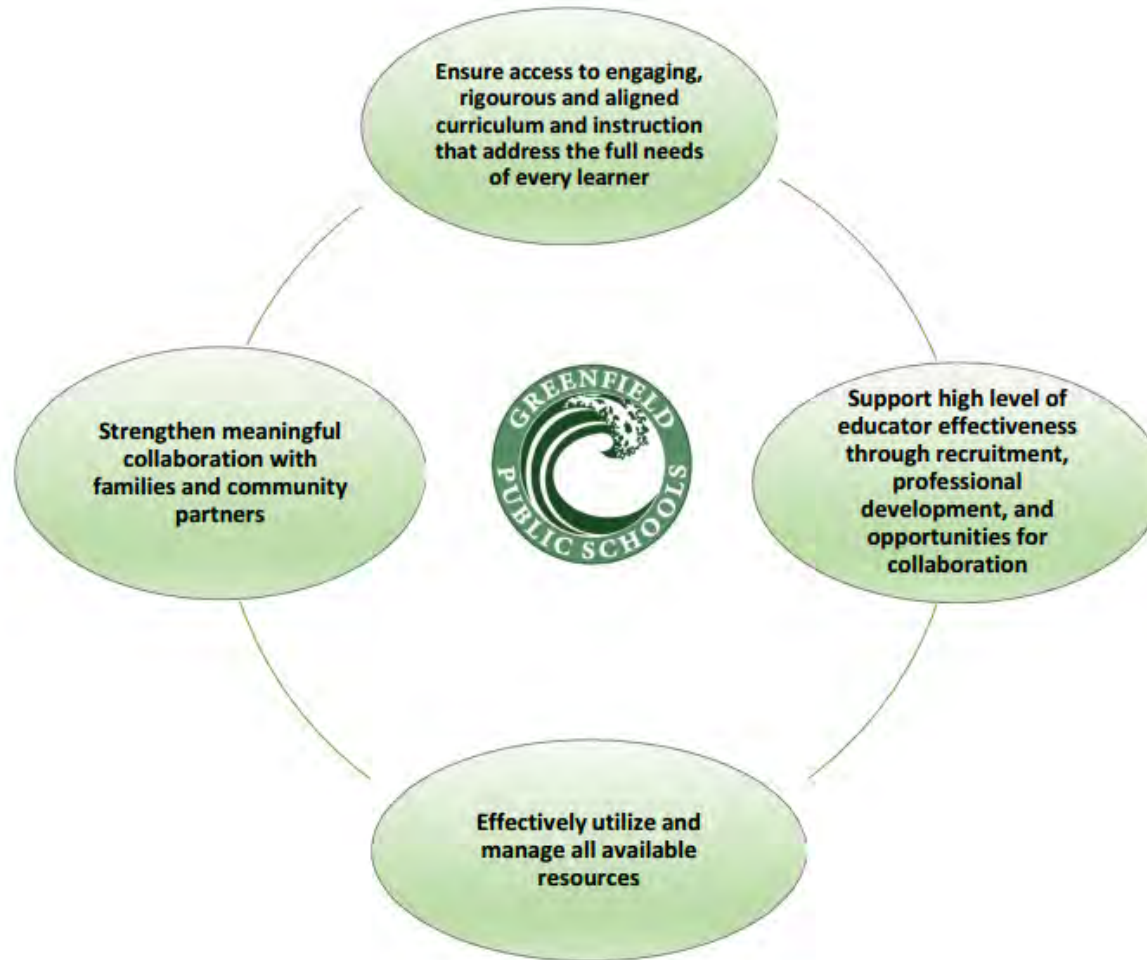 Ensure access to engaging,
rigourous and aligned
curriculum and instruction
that address the full needs
of every learner
Strengthen meaningful
collaboration with
families and community
partners
GREENFIELD
PUBLIC SCHOOLS
Support high level of
educator effectiveness
through recruitment,
professional
development, and
opportunities for
collaboration
Effectively utilize and
manage all available
resources